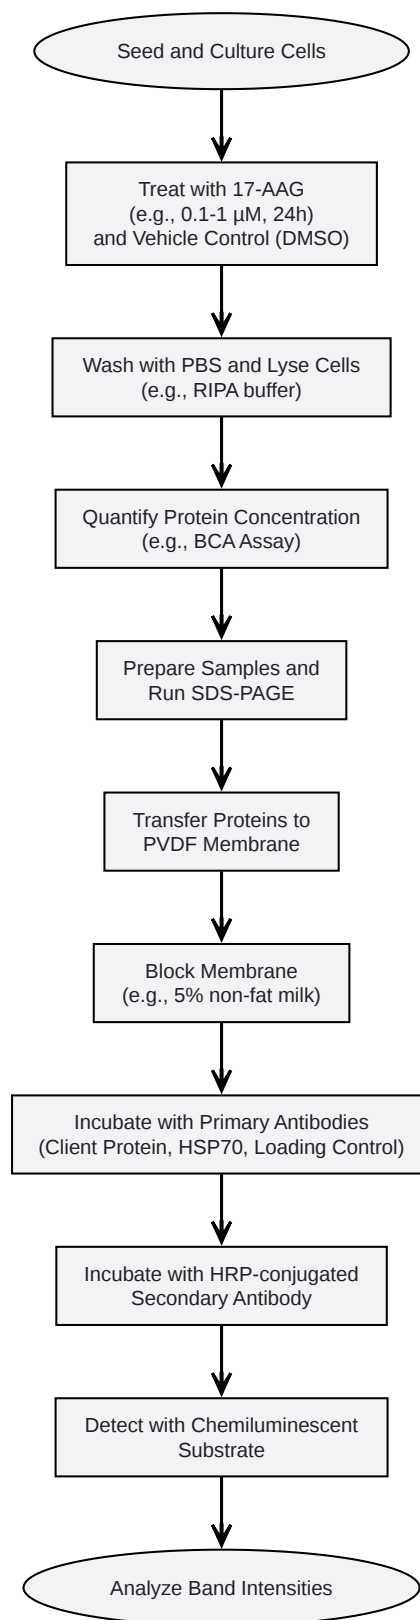 Seed and Culture Cells
Treat with 17-AAG
(e.g., 0.1-1 µM, 24h)
and Vehicle Control (DMSO)
Wash with PBS and Lyse Cells
(e.g., RIPA buffer)
Quantify Protein Concentration
(e.g., BCA Assay)
Prepare Samples and
Run SDS-PAGE
Transfer Proteins to
PVDF Membrane
Block Membrane
(e.g., 5% non-fat milk)
Incubate with Primary Antibodies
(Client Protein, HSP70, Loading Control)
Incubate with HRP-conjugated
Secondary Antibody
Detect with Chemiluminescent
Substrate
Analyze Band Intensities